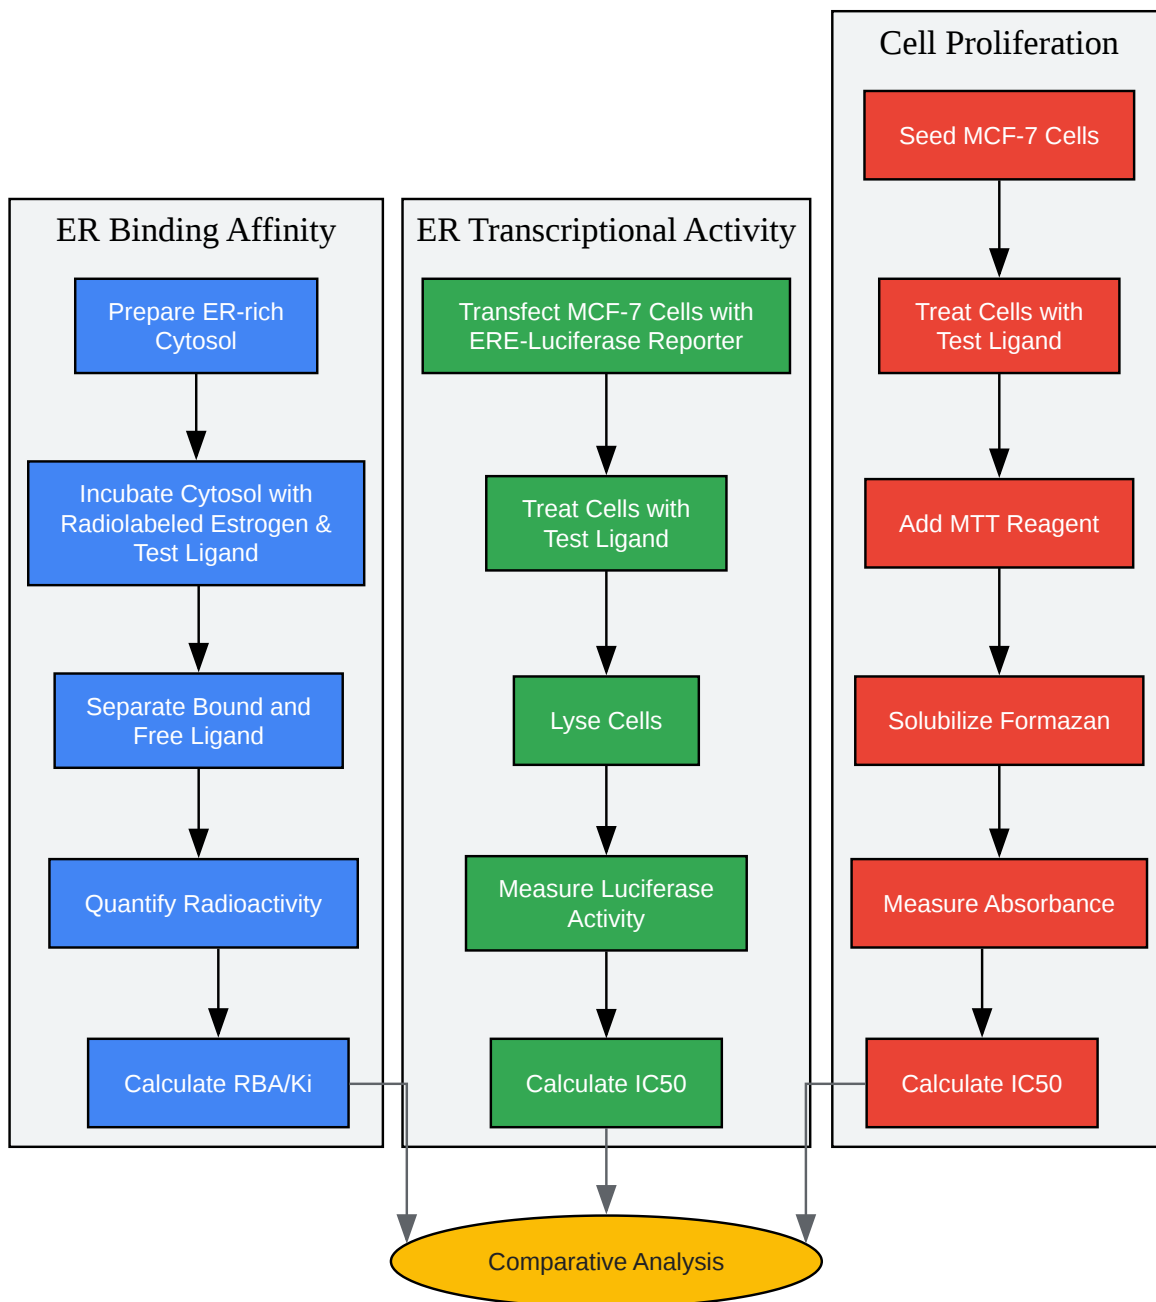 ER Binding Affinity
Prepare ER-rich
Cytosol
Incubate Cytosol with
Radiolabeled Estrogen &
Test Ligand
Separate Bound and
Free Ligand
Quantify Radioactivity
Calculate RBA/Ki
ER Transcriptional Activity
Transfect MCF-7 Cells with
ERE-Luciferase Reporter
Treat Cells with
Test Ligand
Lyse Cells
Measure Luciferase
Activity
Calculate IC50
Cell Proliferation
Seed MCF-7 Cells
Treat Cells with
Test Ligand
Add MTT Reagent
Solubilize Formazan
Measure Absorbance
Calculate IC50
Comparative Analysis